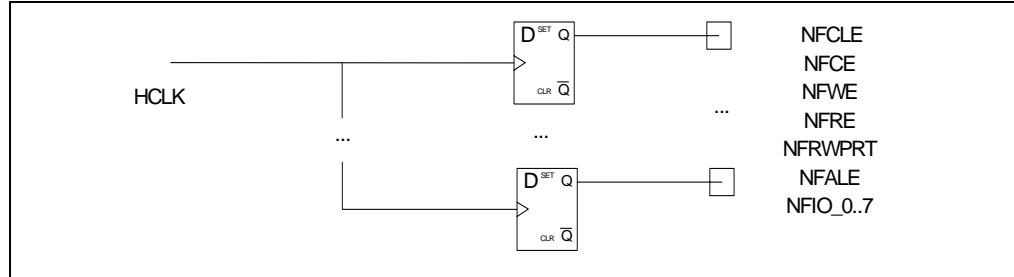 D SET Q
CLR Q
HCLK
...
...
...
D SET Q
CLR Q
NFCLE
NFCE
NFWE
NFRE
NFRWPRT
NFALE
NFIO_0..7